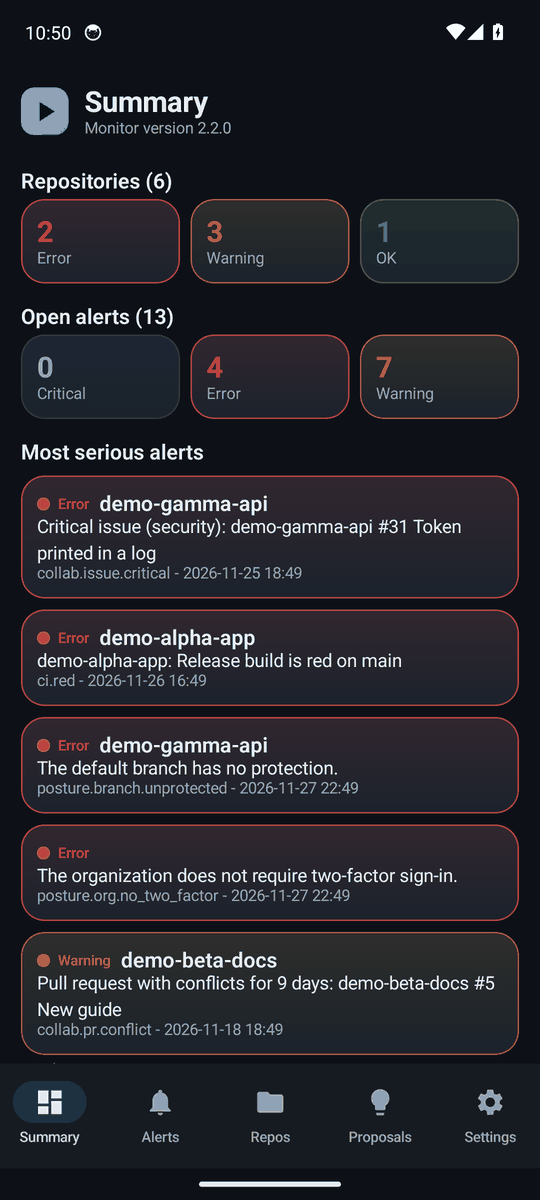 10:50
Summary
Monitor version 2.2.0
Repositories (6)
2
Error
3
Warning
1
OK
Open alerts (13)
0
Critical
4
Error
7
Warning
Most serious alerts
Error demo-gamma-api
Critical issue (security): demo-gamma-api #31 Token
printed in a log
collab.issue.critical - 2026-11-25 18:49
Error demo-alpha-app
demo-alpha-app: Release build is red on main
ci.red - 2026-11-26 16:49
Error demo-gamma-api
The default branch has no protection.
posture.branch.unprotected - 2026-11-27 22:49
Error
The organization does not require two-factor sign-in.
posture.org.no_two_factor - 2026-11-27 22:49
Warning demo-beta-docs
Pull request with conflicts for 9 days: demo-beta-docs #5
New guide
collab.pr.conflict - 2026-11-18 18:49
Summary
Alerts
Repos
Proposals
Settings